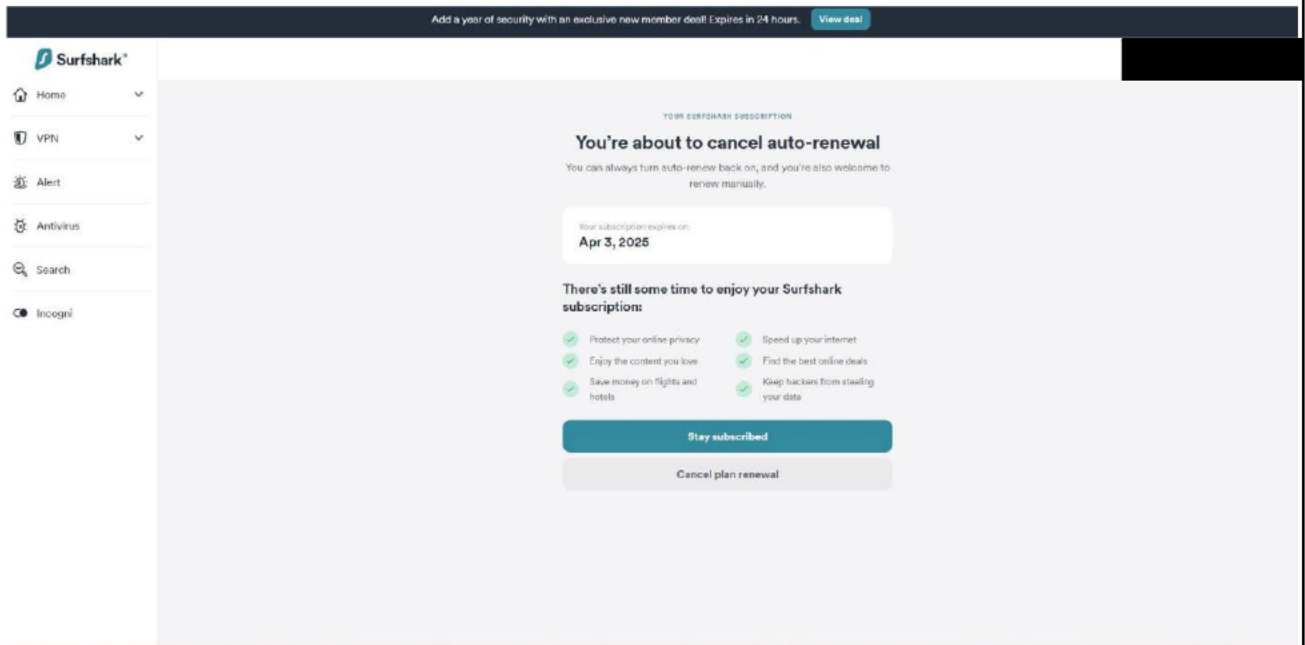 Add a year of security with an exclusive new member deal! Expires in 24 hours. View deal
Surfshark®
Home
VPN
Alert
Antivirus
Search
Incogni
YOUR SURFSHARK SUBSCRIPTION
You're about to cancel auto-renewal
You can always turn auto-renew back on, and you're also welcome to
renew manually.
Your subscription expires on:
Apr 3, 2025
There's still some time to enjoy your Surfshark
subscription:
Protect your online privacy
Enjoy the content you love
Save money on flights and
hotels
Speed up your internet
Find the best online deals
Keep hackers from stealing
your data
Stay subscribed
Cancel plan renewal